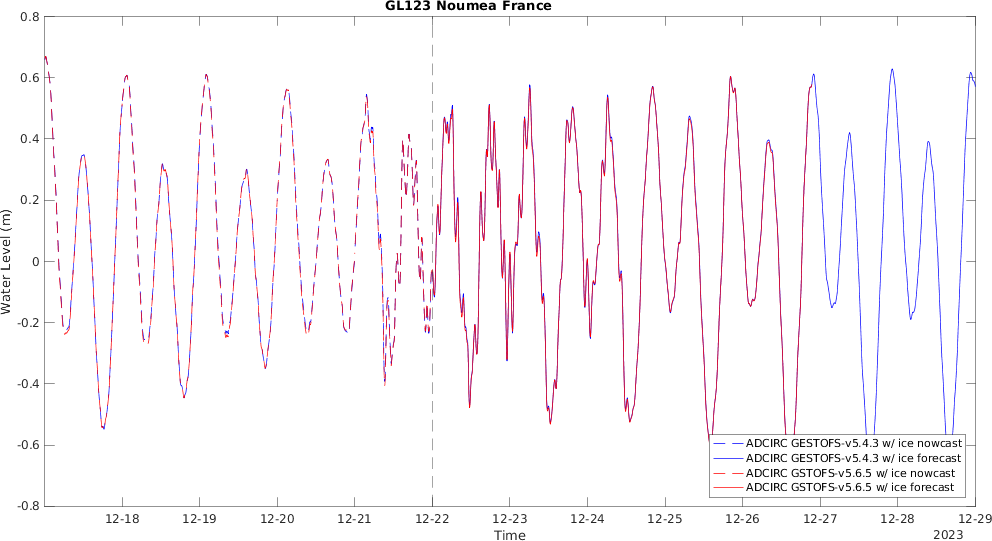 GL123 Noumea France
0.8
0.6
0.4
0.2
0
-0.2
-0.4
-0.6
-0.8
Water Level (m)
12-18 12-19 12-20 12-21 12-22 12-23 12-24 12-25 12-26 12-27 12-28 12-29
Time
2023
ADCIRC GESTOFS-v5.4.3 w/ ice nowcast
ADCIRC GESTOFS-v5.4.3 w/ ice forecast
ADCIRC GSTOFS-v5.6.5 w/ ice nowcast
ADCIRC GSTOFS-v5.6.5 w/ ice forecast